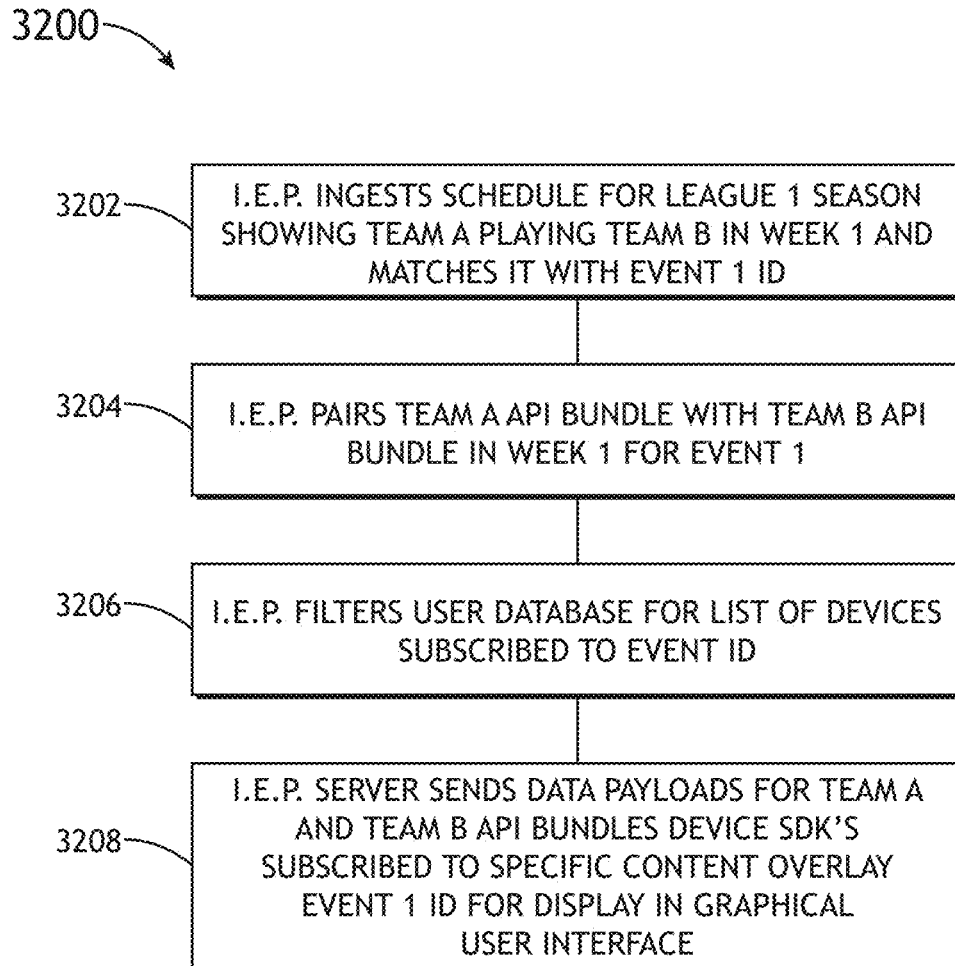 3200
3202
I.E.P. INGESTS SCHEDULE FOR LEAGUE 1 SEASON
SHOWING TEAM A PLAYING TEAM B IN WEEK 1 AND
MATCHES IT WITH EVENT 1 ID
3204
I.E.P. PAIRS TEAM A API BUNDLE WITH TEAM B API
BUNDLE IN WEEK 1 FOR EVENT 1
3206
I.E.P. FILTERS USER DATABASE FOR LIST OF DEVICES
SUBSCRIBED TO EVENT ID
3208
I.E.P. SERVER SENDS DATA PAYLOADS FOR TEAM A
AND TEAM B API BUNDLES DEVICE SDK'S
SUBSCRIBED TO SPECIFIC CONTENT OVERLAY
EVENT 1 ID FOR DISPLAY IN GRAPHICAL
USER INTERFACE